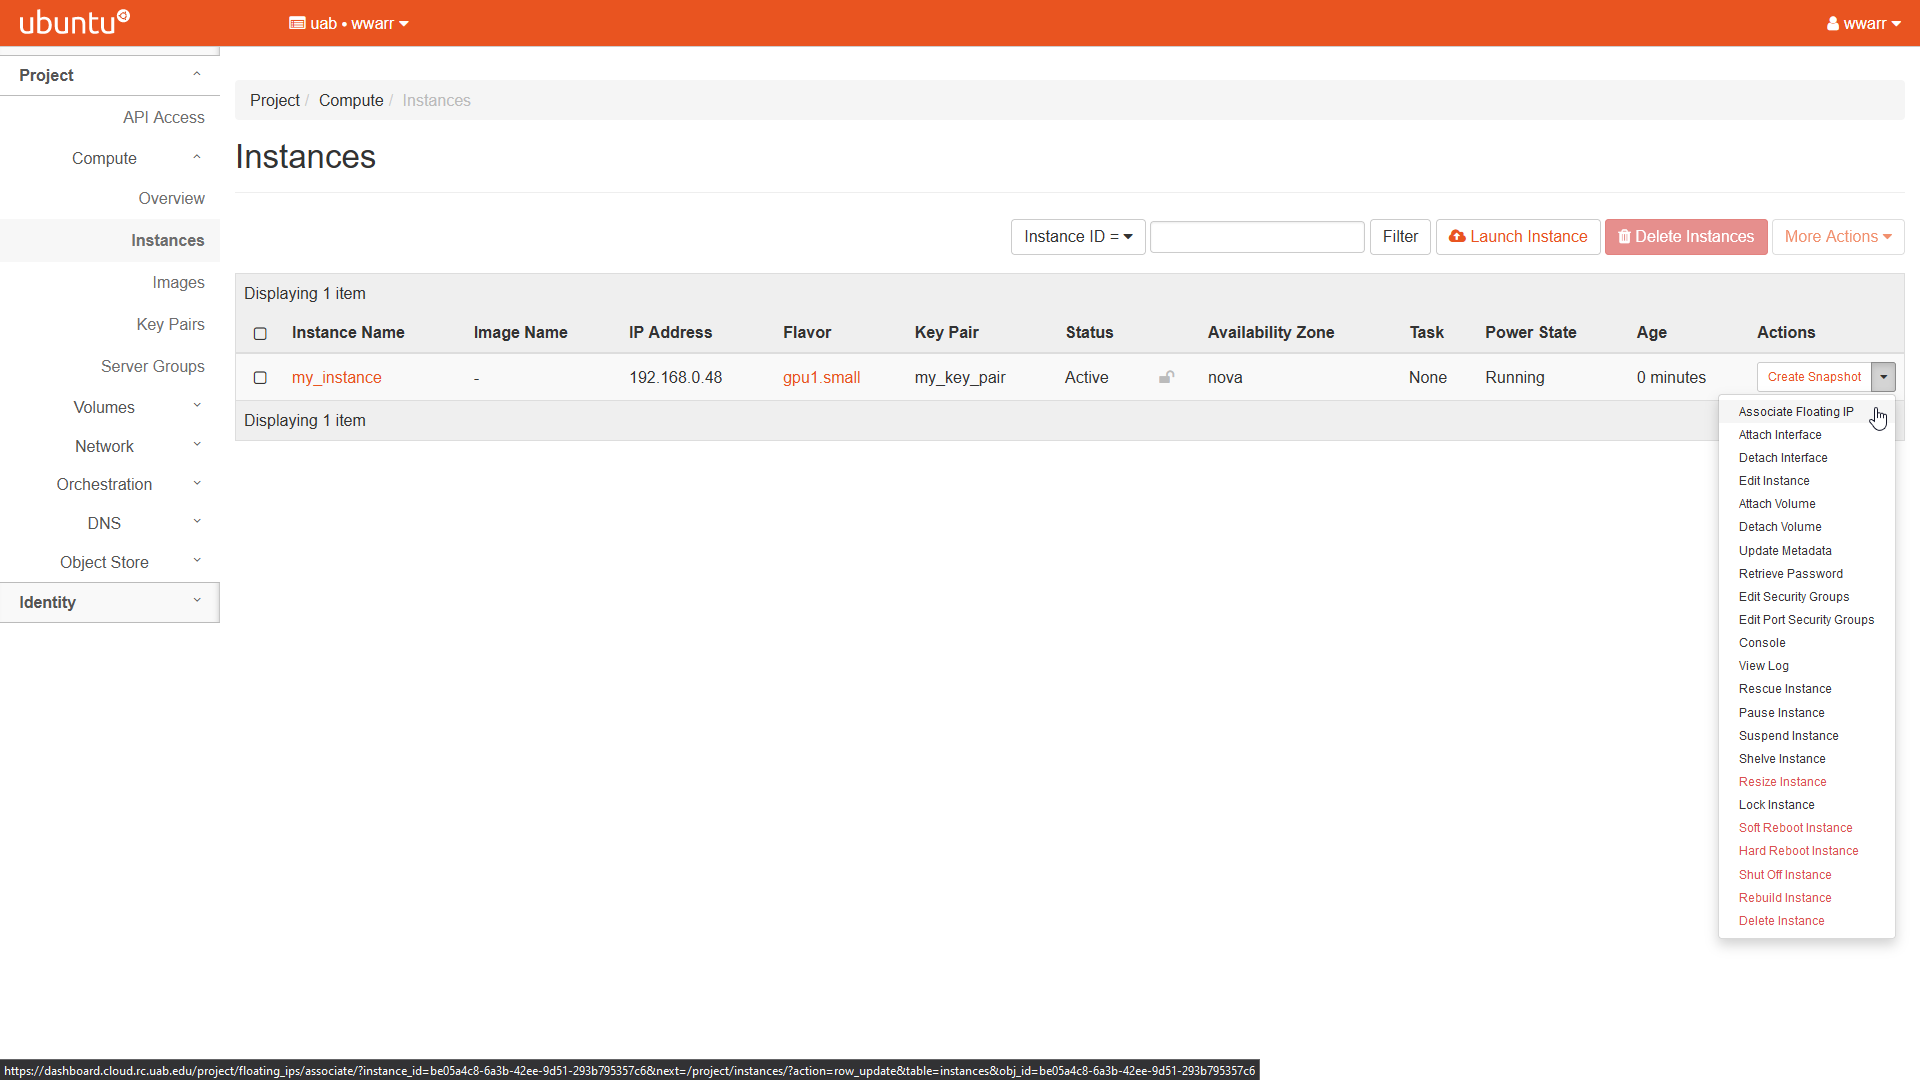 ubuntu
uab • wwarr
wwarr
Project
API Access
Compute
Overview
Instances
Images
Key Pairs
Server Groups
Volumes
Network
Orchestration
DNS
Object Store
Identity
Project / Compute / Instances
Instances
Instance ID =
Filter
Launch Instance
Delete Instances
More Actions
Displaying 1 item
Instance Name Image Name IP Address Flavor Key Pair Status Availability Zone Task Power State Age Actions
my_instance - 192.168.0.48 gpu1.small my_key_pair Active nova None Running 0 minutes Create Snapshot
Displaying 1 item
Associate Floating IP
Attach Interface
Detach Interface
Edit Instance
Attach Volume
Detach Volume
Update Metadata
Retrieve Password
Edit Security Groups
Edit Port Security Groups
Console
View Log
Rescue Instance
Pause Instance
Suspend Instance
Shelve Instance
Resize Instance
Lock Instance
Soft Reboot Instance
Hard Reboot Instance
Shut Off Instance
Rebuild Instance
Delete Instance
https://dashboard.cloud.rc.uab.edu/project/floating_ips/associate/?instance_id=be05a4c8-6a3b-42ee-9d51-293b795357c6&next=/project/instances/?action=row_update&table=instances&obj_id=be05a4c8-6a3b-42ee-9d51-293b795357c6